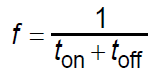 f = 1 / (t_on + t_off)